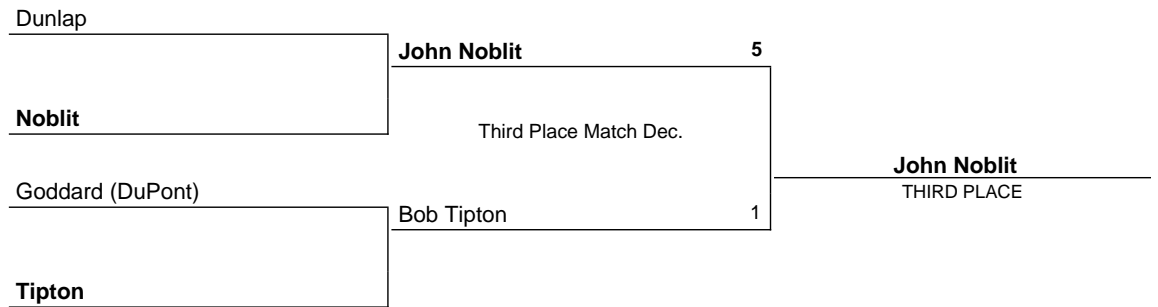 Dunlap
John Noblit 5
Noblit
Third Place Match Dec.
John Noblit
THIRD PLACE
Goddard (DuPont)
Bob Tipton 1
Tipton